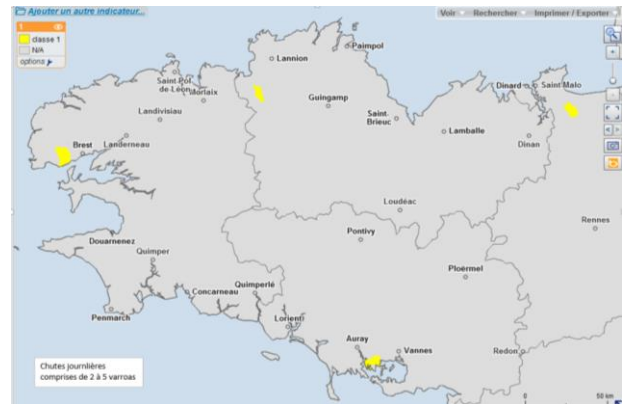 Ajouter un autre indicateur...
Voir
Rechercher
Imprimer / Exporter
1
classe 1
N/A
options
Paimpol
Lannion
Saint-Pol
de-Léon
Morlaix
Dinard
Saint Malo
Guingamp
Landivisiau
Saint-
Brieuc
Lamballe
Brest
Landerneau
Dinan
Loudéac
Rennes
Pontivy
Douarnenez
Quimper
Ploërmel
Concarneau
Quimperlé
Penmarch
Lorient
Auray
Vannes
Redon
Chutes journlières
comprises de 2 à 5 varroas
0
50 km